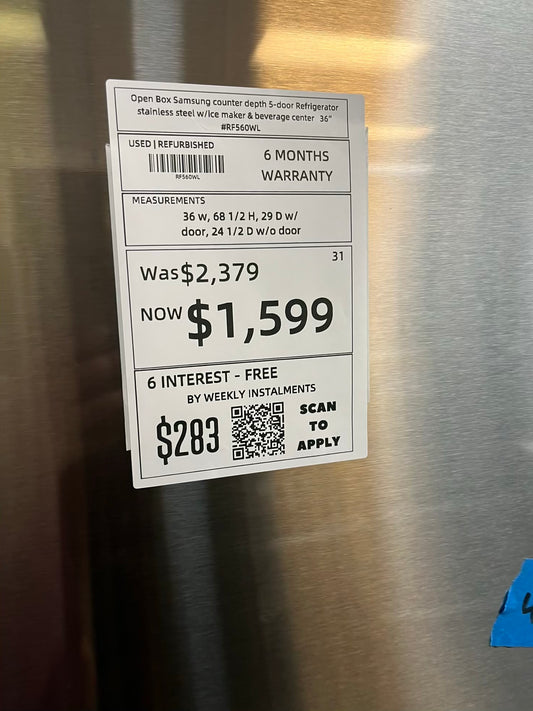 Open Box Samsung counter depth 5-door Refrigerator
stainless steel w/ice maker & beverage center 36"
#RF560WL
USED | REFURBISHED
RF560WL
6 MONTHS
WARRANTY
MEASUREMENTS
36 w, 68 1/2 H, 29 D w/
door, 24 1/2 D w/o door
31
Was $2,379
NOW $1,599
6 INTEREST - FREE
BY WEEKLY INSTALMENTS
$283
SCAN
TO
APPLY